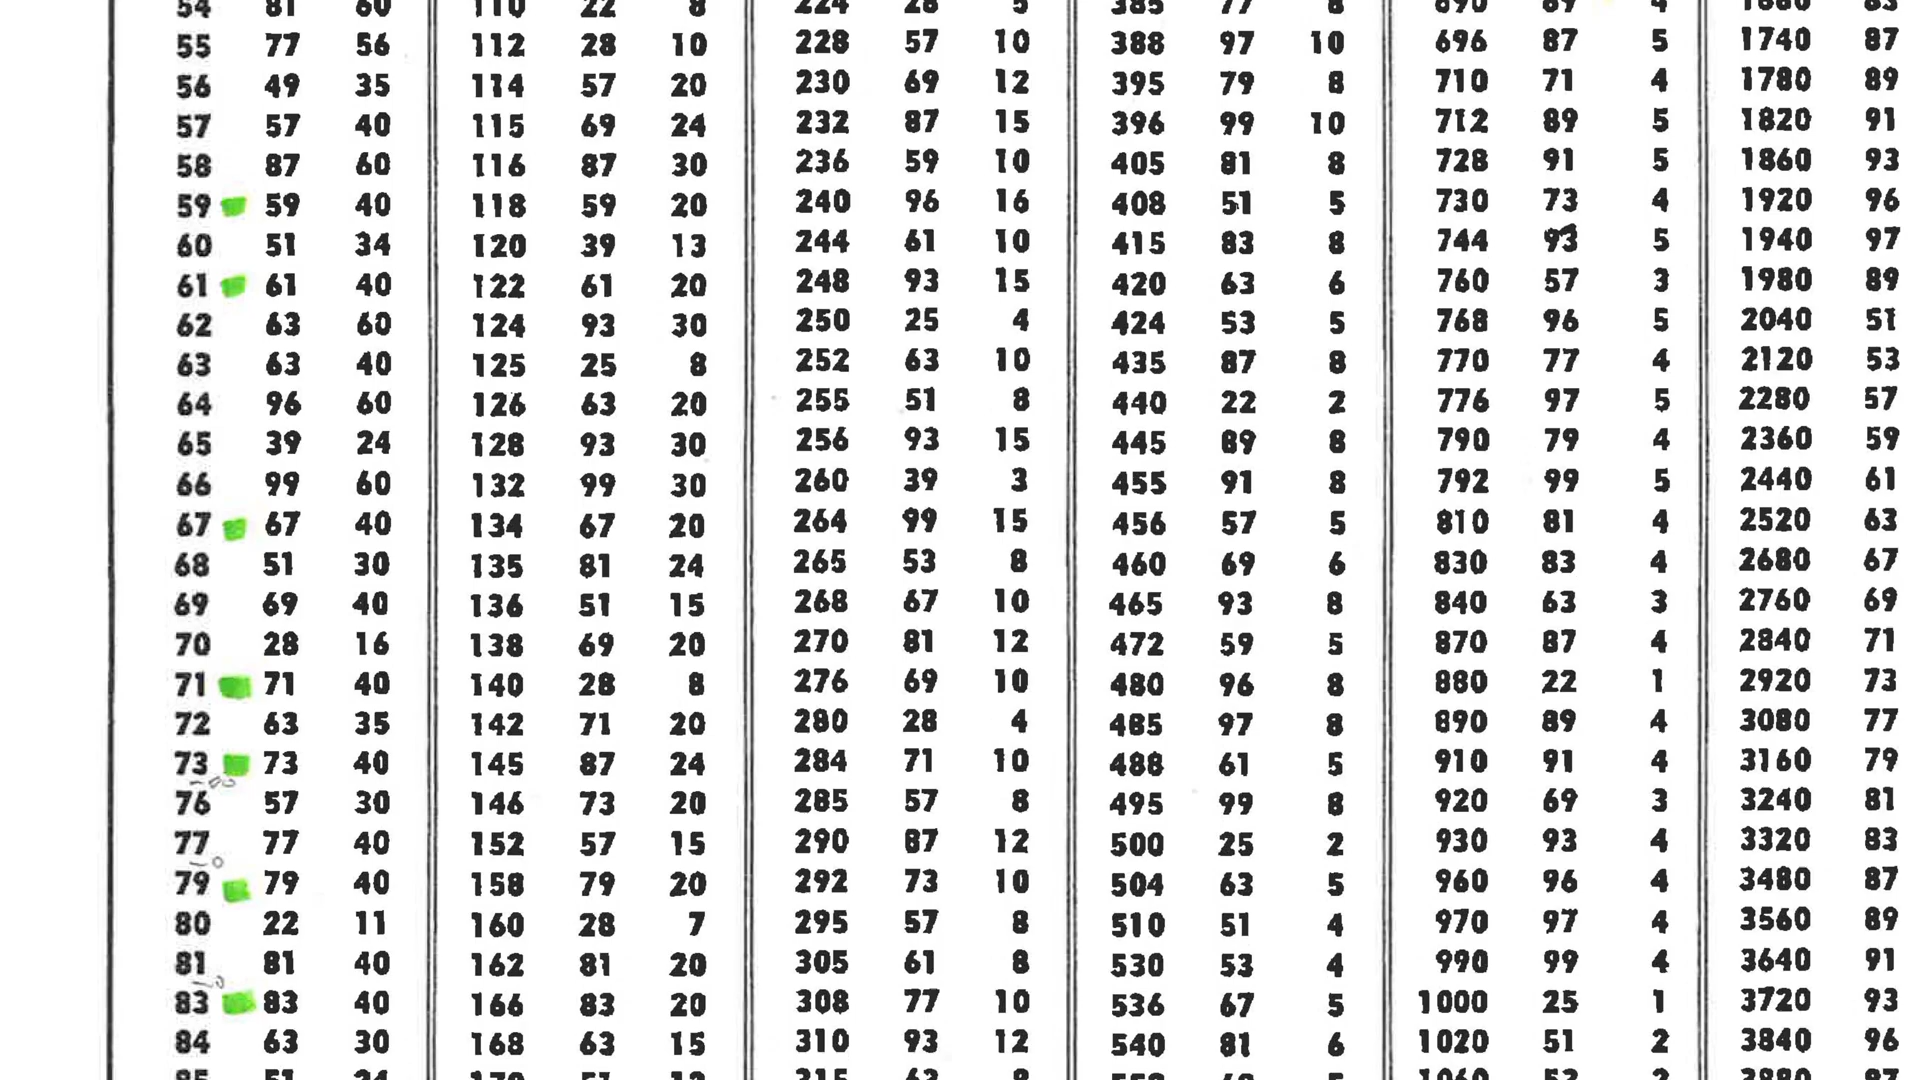 54 81 60 110 22 8 224 28 5 385 77 8 690 69 4 1660 83
55 77 56 112 28 10 228 57 10 388 97 10 696 87 5 1740 87
56 49 35 114 57 20 230 69 12 395 79 8 710 71 4 1780 89
57 57 40 115 69 24 232 87 15 396 99 10 712 89 5 1820 91
58 87 60 116 87 30 236 59 10 405 81 8 728 91 5 1860 93
59 59 40 118 59 20 240 96 16 408 51 5 730 73 4 1920 96
60 51 34 120 39 13 244 61 10 415 83 8 744 93 5 1940 97
61 61 40 122 61 20 248 93 15 420 63 6 760 57 3 1980 89
62 63 60 124 93 30 250 25 4 424 53 5 768 96 5 2040 51
63 63 40 125 25 8 252 63 10 435 87 8 770 77 4 2120 53
64 96 60 126 63 20 255 51 8 440 22 2 776 97 5 2280 57
65 39 24 128 93 30 256 93 15 445 89 8 790 79 4 2360 59
66 99 60 132 99 30 260 39 3 455 91 8 792 99 5 2440 61
67 67 40 134 67 20 264 99 15 456 57 5 810 81 4 2520 63
68 51 30 135 81 24 265 53 8 460 69 6 830 83 4 2680 67
69 69 40 136 51 15 268 67 10 465 93 8 840 63 3 2760 69
70 28 16 138 69 20 270 81 12 472 59 5 870 87 4 2840 71
71 71 40 140 28 8 276 69 10 480 96 8 880 22 1 2920 73
72 63 35 142 71 20 280 28 4 485 97 8 890 89 4 3080 77
73 73 40 145 87 24 284 71 10 488 61 5 910 91 4 3160 79
76 57 30 146 73 20 285 57 8 495 99 8 920 69 3 3240 81
77 77 40 152 57 15 290 87 12 500 25 2 930 93 4 3320 83
79 79 40 158 79 20 292 73 10 504 63 5 960 96 4 3480 87
80 22 11 160 28 7 295 57 8 510 51 4 970 97 4 3560 89
81 81 40 162 81 20 305 61 8 530 53 4 990 99 4 3640 91
83 83 40 166 83 20 308 77 10 536 67 5 1000 25 1 3720 93
84 63 30 168 63 15 310 93 12 540 81 6 1020 51 2 3840 96